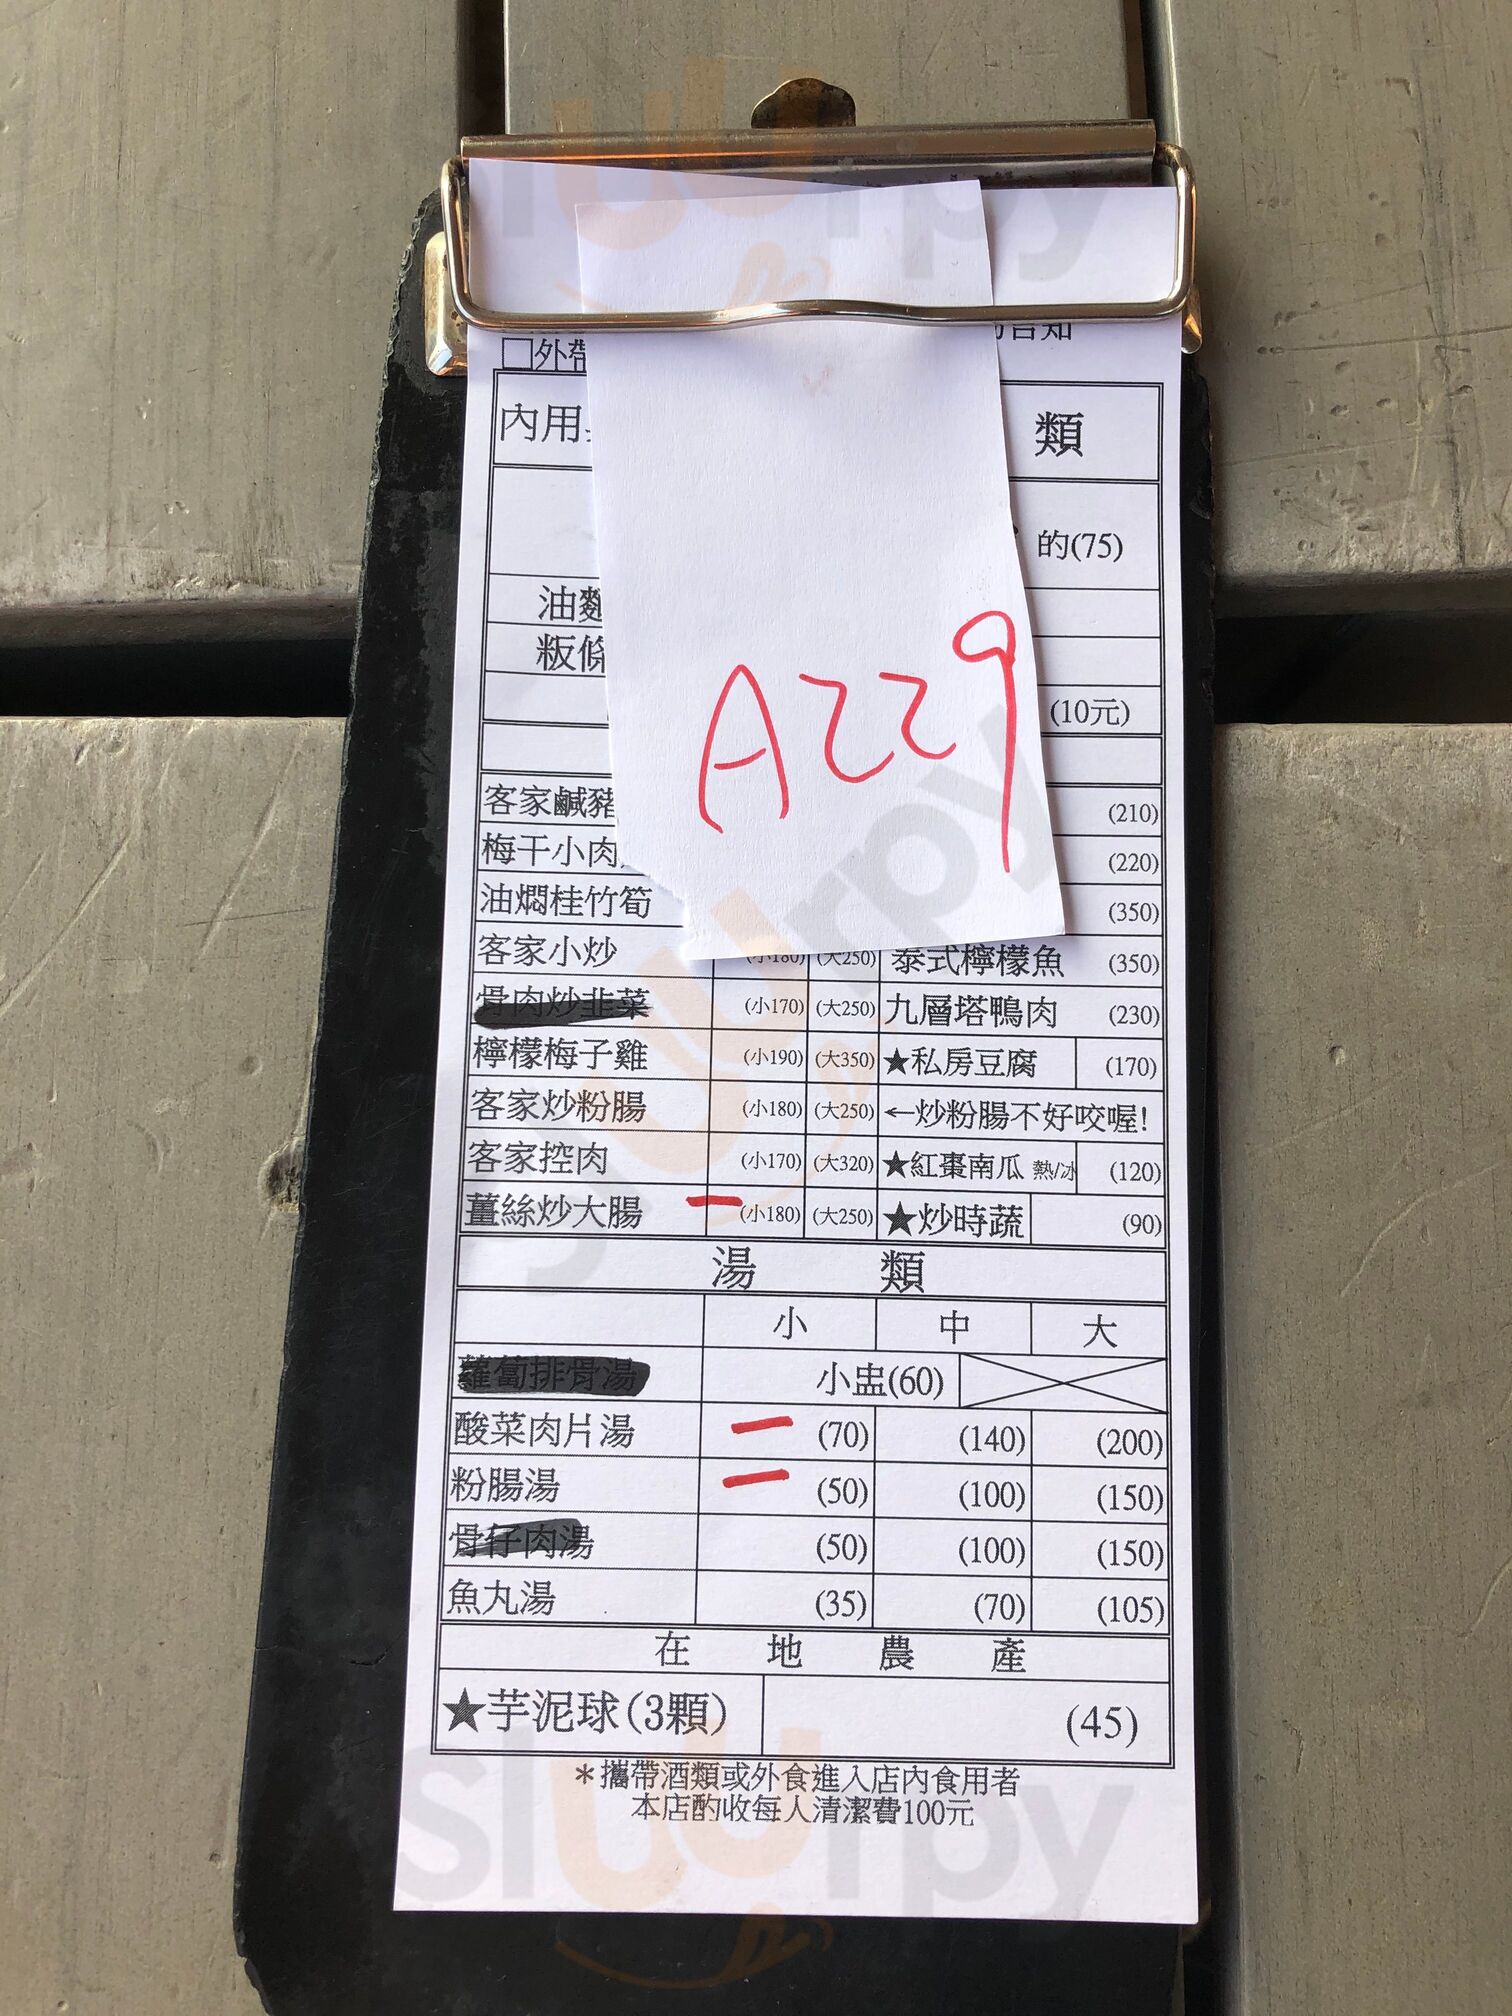 □外帶
內用
類
的(75)
油麵
粄條
(10元)
A229
客家鹹豬 (210)
梅干小肉 (220)
油燜桂竹筍 (350)
客家小炒 (小180) (大250) 泰式檸檬魚 (350)
骨肉炒韭菜 (小170) (大250) 九層塔鴨肉 (230)
檸檬梅子雞 (小190) (大350) ★私房豆腐 (170)
客家炒粉腸 (小180) (大250) ←炒粉腸不好咬喔!
客家控肉 (小170) (大320) ★紅棗南瓜 熱/冰 (120)
薑絲炒大腸 一 (小180) (大250) ★炒時蔬 (90)
湯 類
小 中 大
蘿蔔排骨湯 小盅(60)
酸菜肉片湯 一 (70) (140) (200)
粉腸湯 一 (50) (100) (150)
骨仔肉湯 (50) (100) (150)
魚丸湯 (35) (70) (105)
在 地 農 產
★芋泥球(3顆) (45)
＊攜帶酒類或外食進入店內食用者
本店酌收每人清潔費100元
slurpy